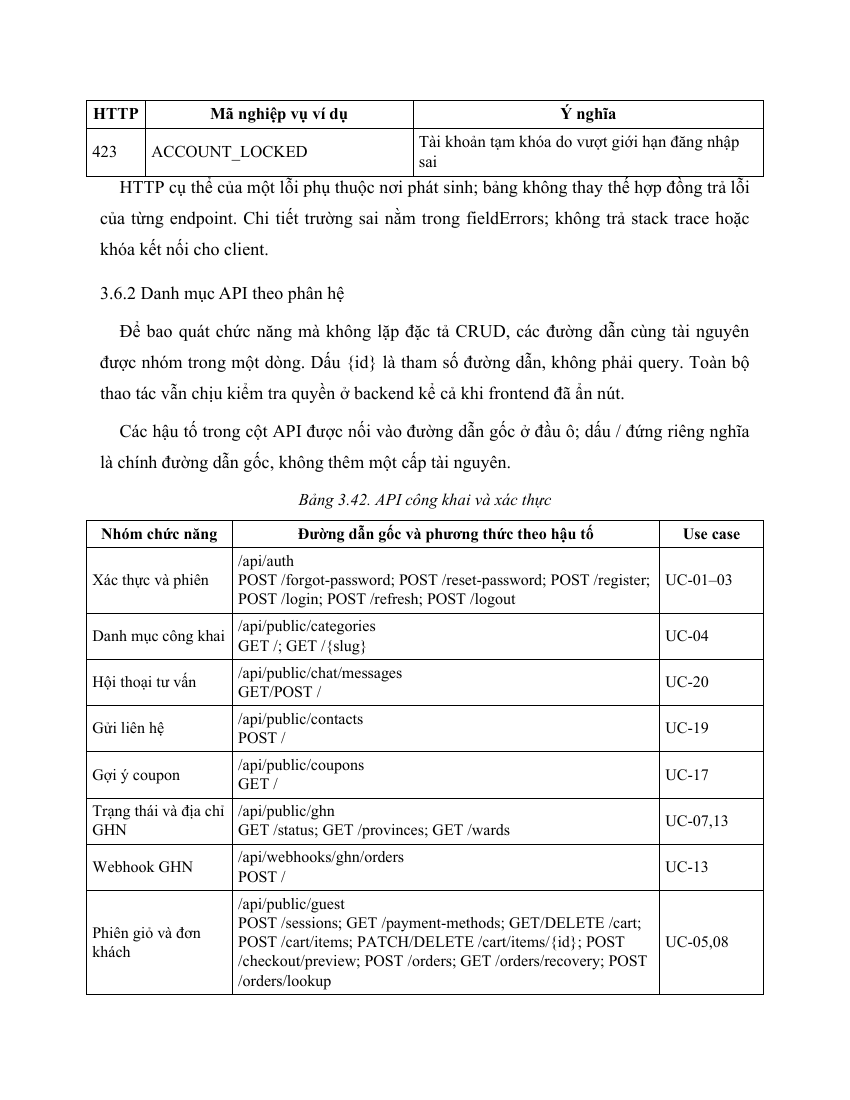 HTTP Mã nghiệp vụ ví dụ Ý nghĩa
423 ACCOUNT_LOCKED Tài khoản tạm khóa do vượt giới hạn đăng nhập
sai
HTTP cụ thể của một lỗi phụ thuộc nơi phát sinh; bảng không thay thế hợp đồng trả lỗi
của từng endpoint. Chi tiết trường sai nằm trong fieldErrors; không trả stack trace hoặc
khóa kết nối cho client.
3.6.2 Danh mục API theo phân hệ
Để bao quát chức năng mà không lặp đặc tả CRUD, các đường dẫn cùng tài nguyên
được nhóm trong một dòng. Dấu {id} là tham số đường dẫn, không phải query. Toàn bộ
thao tác vẫn chịu kiểm tra quyền ở backend kể cả khi frontend đã ẩn nút.
Các hậu tố trong cột API được nối vào đường dẫn gốc ở đầu ô; dấu / đứng riêng nghĩa
là chính đường dẫn gốc, không thêm một cấp tài nguyên.
Bảng 3.42. API công khai và xác thực
Nhóm chức năng Đường dẫn gốc và phương thức theo hậu tố Use case
Xác thực và phiên
/api/auth
POST /forgot-password; POST /reset-password; POST /register;
POST /login; POST /refresh; POST /logout
UC-01–03
Danh mục công khai
/api/public/categories
GET /; GET /{slug}
UC-04
Hội thoại tư vấn
/api/public/chat/messages
GET/POST /
UC-20
Gửi liên hệ
/api/public/contacts
POST /
UC-19
Gợi ý coupon
/api/public/coupons
GET /
UC-17
Trạng thái và địa chỉ
GHN
/api/public/ghn
GET /status; GET /provinces; GET /wards
UC-07,13
Webhook GHN
/api/webhooks/ghn/orders
POST /
UC-13
Phiên giỏ và đơn
khách
/api/public/guest
POST /sessions; GET /payment-methods; GET/DELETE /cart;
POST /cart/items; PATCH/DELETE /cart/items/{id}; POST
/checkout/preview; POST /orders; GET /orders/recovery; POST
/orders/lookup
UC-05,08